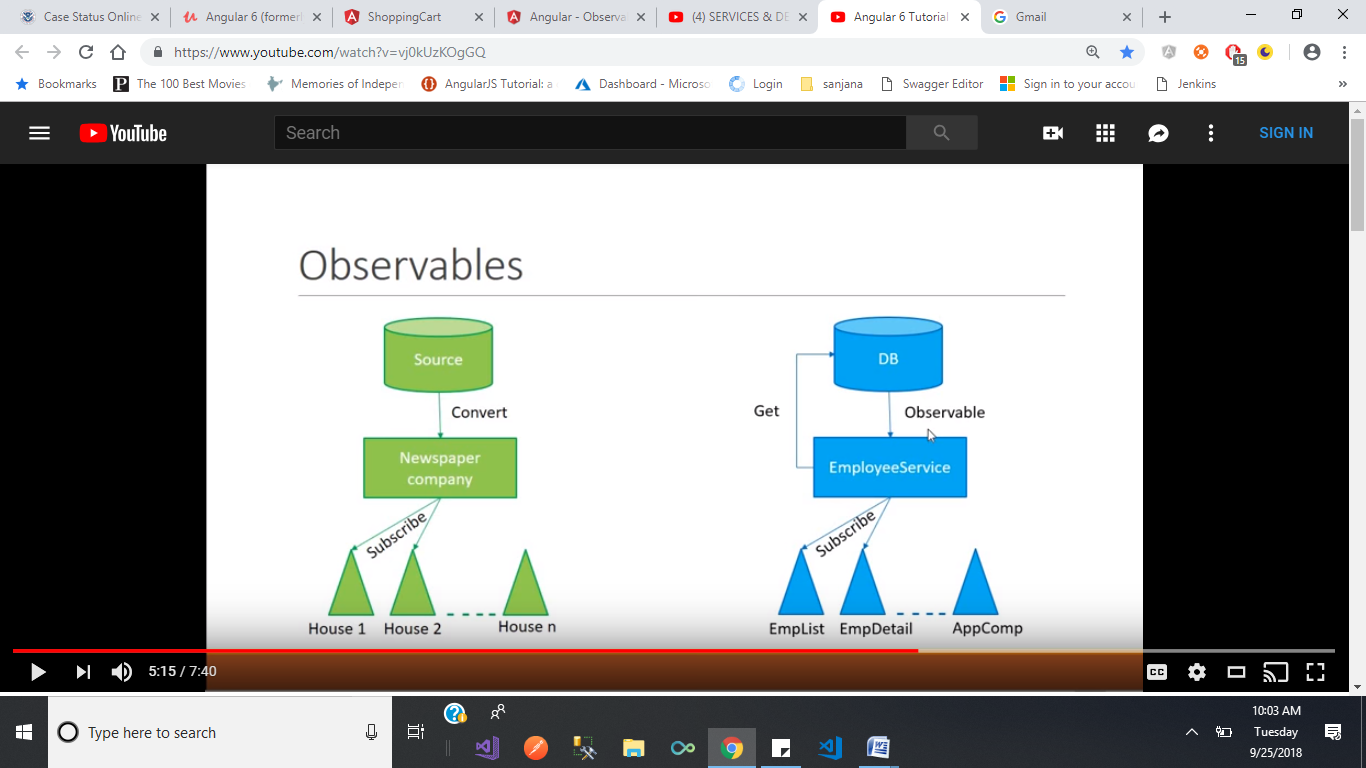 Case Status Online
Angular 6 (former
ShoppingCart
Angular - Observa
(4) SERVICES & DE
Angular 6 Tutorial
Gmail
https://www.youtube.com/watch?v=vj0kUzKOgGQ
15
Bookmarks
The 100 Best Movies
Memories of Indepen
AngularJS Tutorial: a
Dashboard - Microso
Login
sanjana
Swagger Editor
Sign in to your accou
Jenkins
YouTube
Search
SIGN IN
Observables
Source
Convert
Newspaper
company
Subscribe
House 1
House 2
House n
DB
Get
Observable
EmployeeService
Subscribe
EmpList
EmpDetail
AppComp
5:15 / 7:40
CC
Type here to search
10:03 AM
Tuesday
9/25/2018